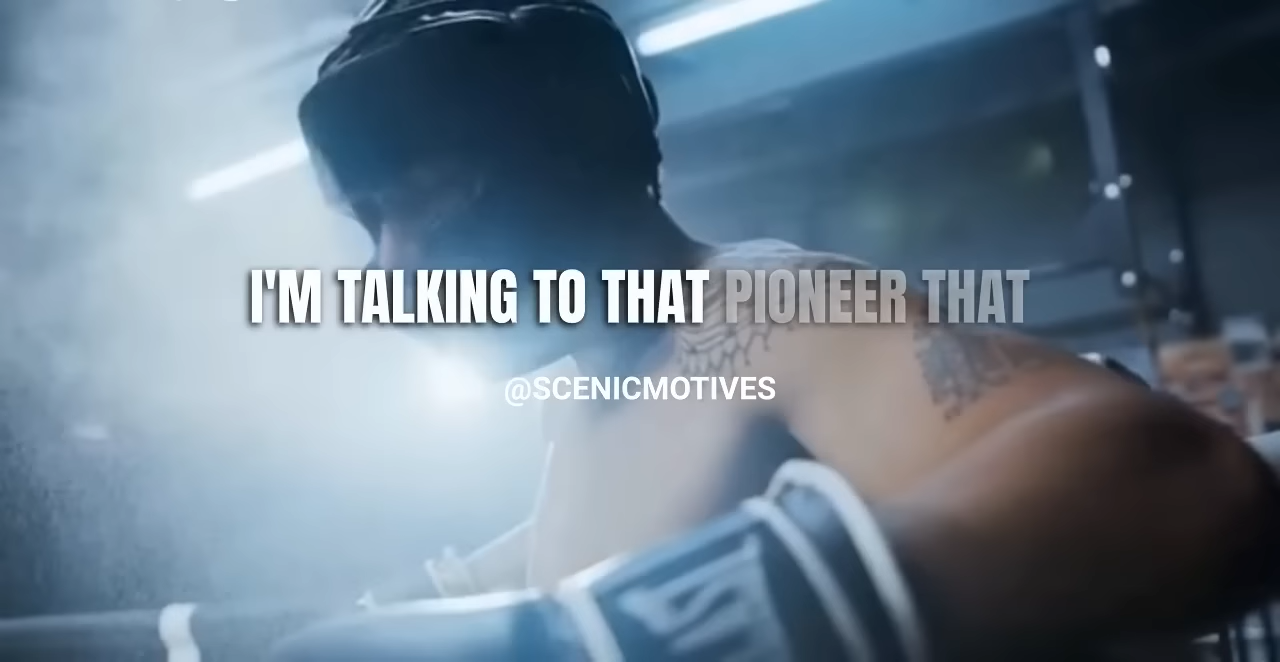 I'M TALKING TO THAT PIONEER THAT
@SCENICMOTIVES